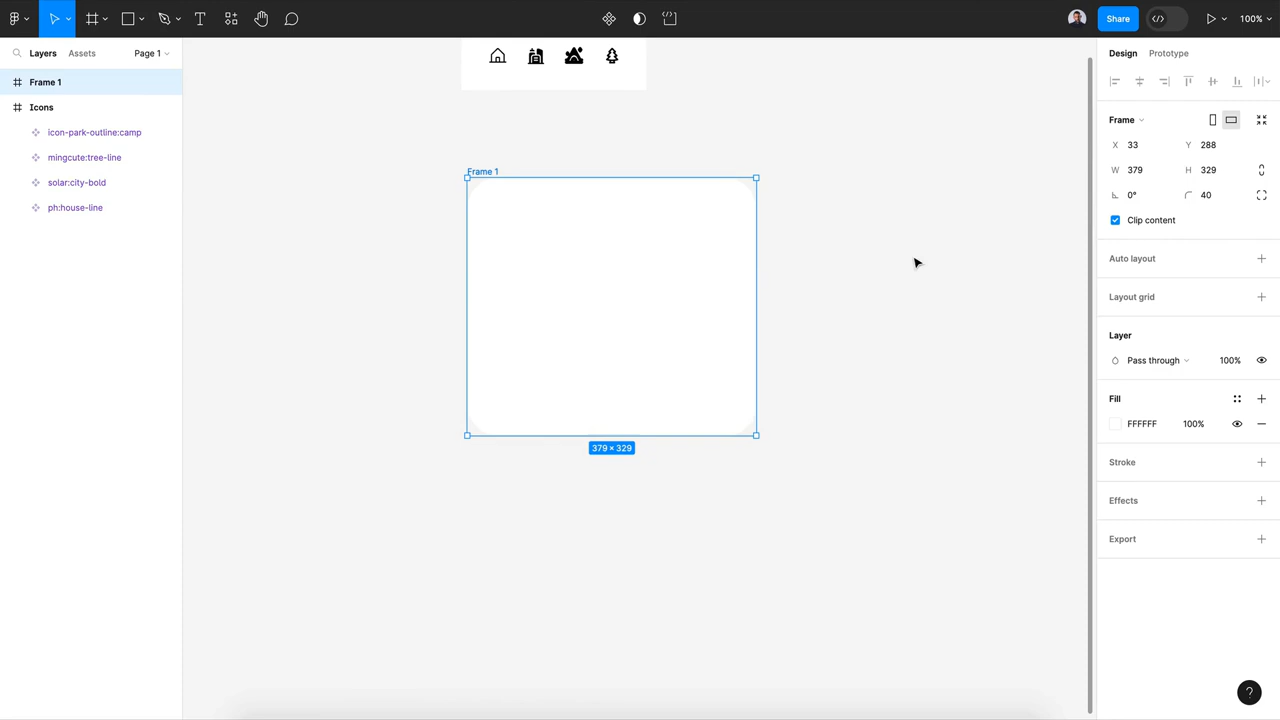 Share
100%
Layers
Assets
Page 1
Frame 1
Icons
icon-park-outline:camp
mingcute:tree-line
solar:city-bold
ph:house-line
Frame 1
379 × 329
Design
Prototype
Frame
X 33 Y 288
W 379 H 329
0° 40
Clip content
Auto layout
Layout grid
Layer
Pass through 100%
Fill
FFFFFF 100%
Stroke
Effects
Export
?